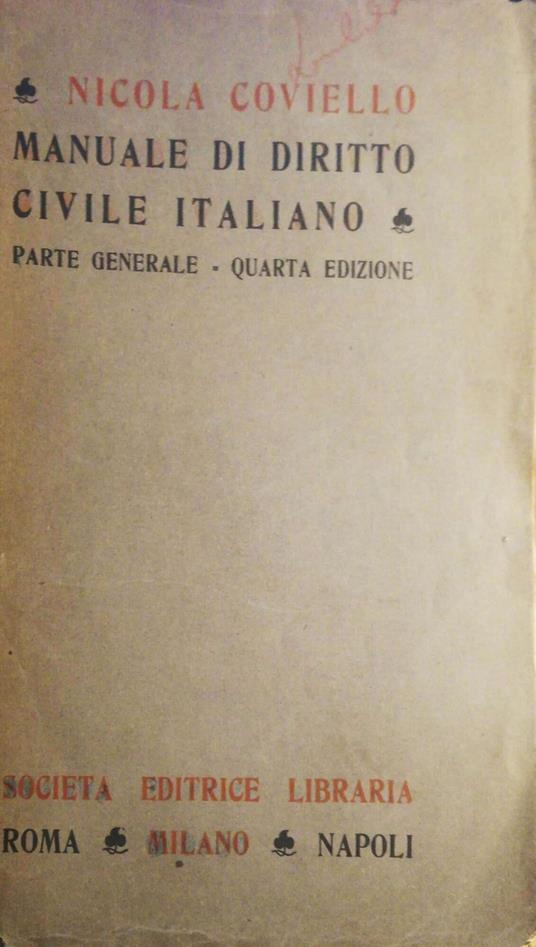 NICOLA COVIELLO
MANUALE DI DIRITTO
CIVILE ITALIANO
PARTE GENERALE - QUARTA EDIZIONE
SOCIETA EDITRICE LIBRARIA
ROMA MILANO NAPOLI